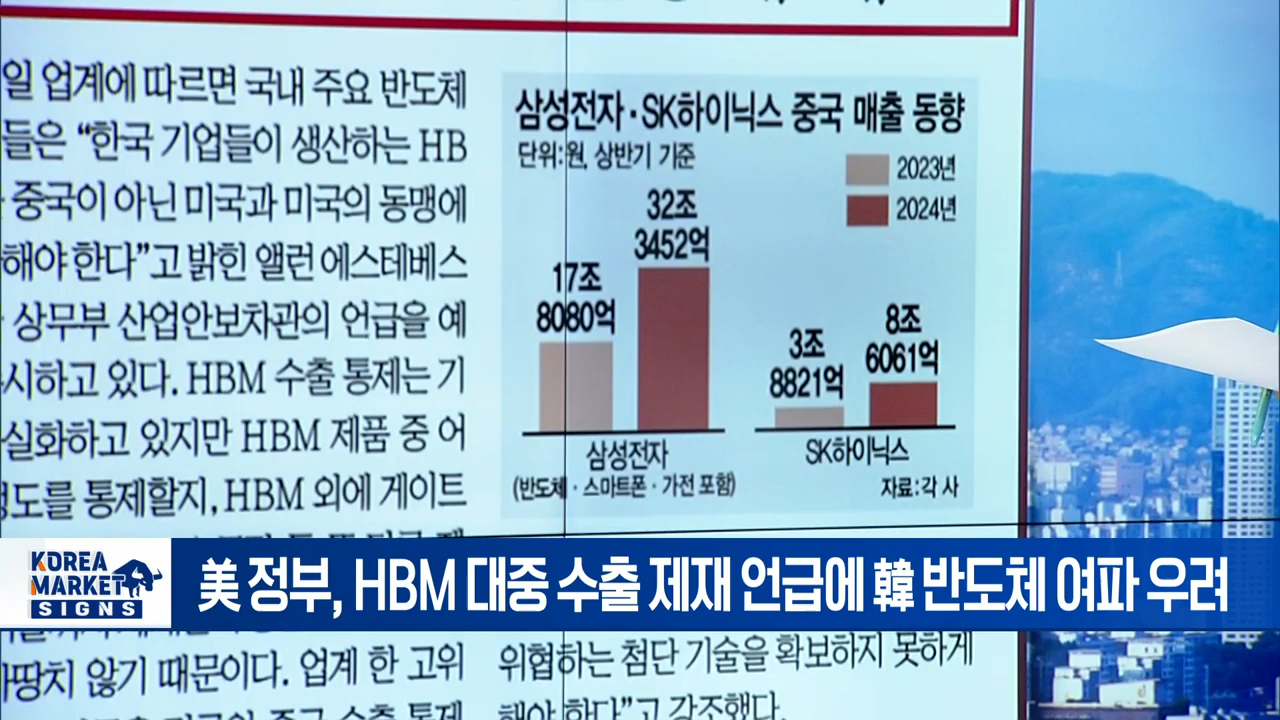 일 업계에 따르면 국내 주요 반도체
들은 “한국 기업들이 생산하는 HB
중국이 아닌 미국과 미국의 동맹에
해야 한다”고 밝힌 앨런 에스테베스
상무부 산업안보차관의 언급을 예
시하고 있다. HBM 수출 통제는 기
실화하고 있지만 HBM 제품 중 어
정도를 통제할지, HBM 외에 게이트
삼성전자·SK하이닉스 중국 매출 동향
단위:원, 상반기 기준
2023년
2024년
17조
8080억
32조
3452억
3조
8821억
8조
6061억
삼성전자
(반도체·스마트폰·가전 포함)
SK하이닉스
자료:각 사
KOREA
MARKET
SIGNS
美 정부, HBM 대중 수출 제재 언급에 韓 반도체 여파 우려
땅치 않기 때문이다. 업계 한 고위
위협하는 첨단 기술을 확보하지 못하게
해야 한다”고 강조했다.